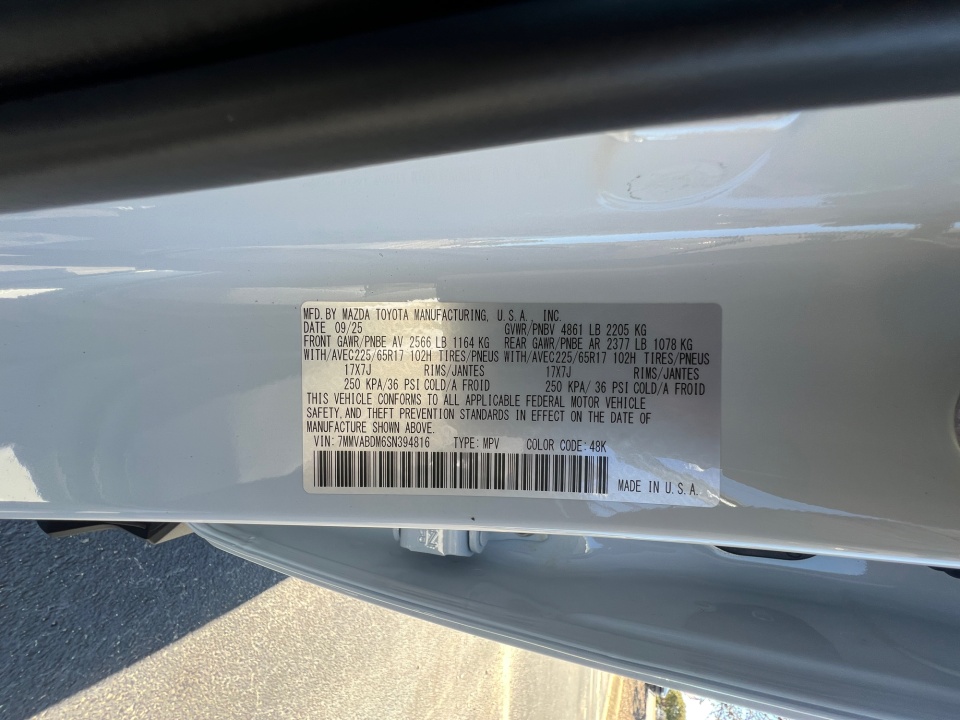 MFD. BY MAZDA TOYOTA MANUFACTURING, U.S.A., INC.
DATE 09/25 GVWR/PNBV 4861 LB 2205 KG
FRONT GAWR/PNBE AV 2566 LB 1164 KG REAR GAWR/PNBE AR 2377 LB 1078 KG
WITH/AVEC225/65R17 102H TIRES/PNEUS WITH/AVEC225/65R17 102H TIRES/PNEUS
17X7J RIMS/JANTES 17X7J RIMS/JANTES
250 KPA/36 PSI COLD/A FROID 250 KPA/36 PSI COLD/A FROID
THIS VEHICLE CONFORMS TO ALL APPLICABLE FEDERAL MOTOR VEHICLE
SAFETY, AND THEFT PREVENTION STANDARDS IN EFFECT ON THE DATE OF
MANUFACTURE SHOWN ABOVE.
VIN: 7MMVABDM6SN394816 TYPE: MPV COLOR CODE: 48K
MADE IN U.S.A.